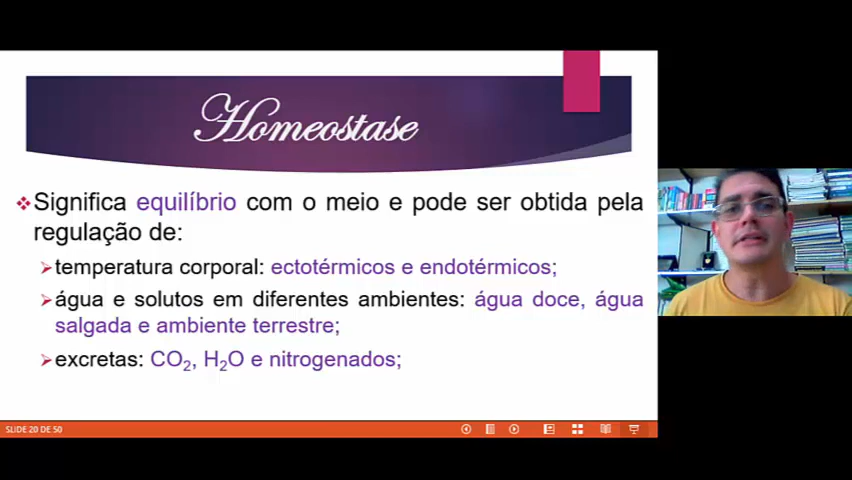 Homeostase
❖Significa equilíbrio com o meio e pode ser obtida pela
regulação de:
➢temperatura corporal: ectotérmicos e endotérmicos;
➢água e solutos em diferentes ambientes: água doce, água
salgada e ambiente terrestre;
➢excretas: CO₂, H₂O e nitrogenados;
SLIDE 20 DE 50